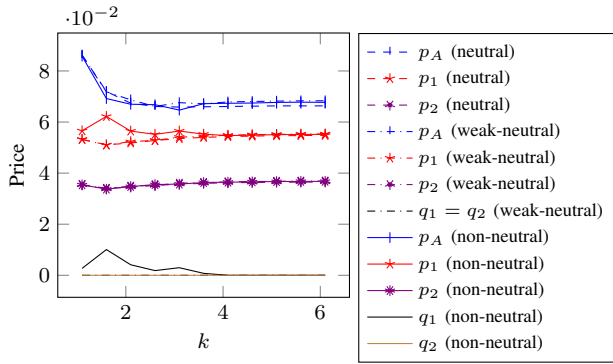 ·10⁻²
8
6
4
2
0
Price
2 4 6
k
p_A (neutral)
p_1 (neutral)
p_2 (neutral)
p_A (weak-neutral)
p_1 (weak-neutral)
p_2 (weak-neutral)
q_1 = q_2 (weak-neutral)
p_A (non-neutral)
p_1 (non-neutral)
p_2 (non-neutral)
q_1 (non-neutral)
q_2 (non-neutral)